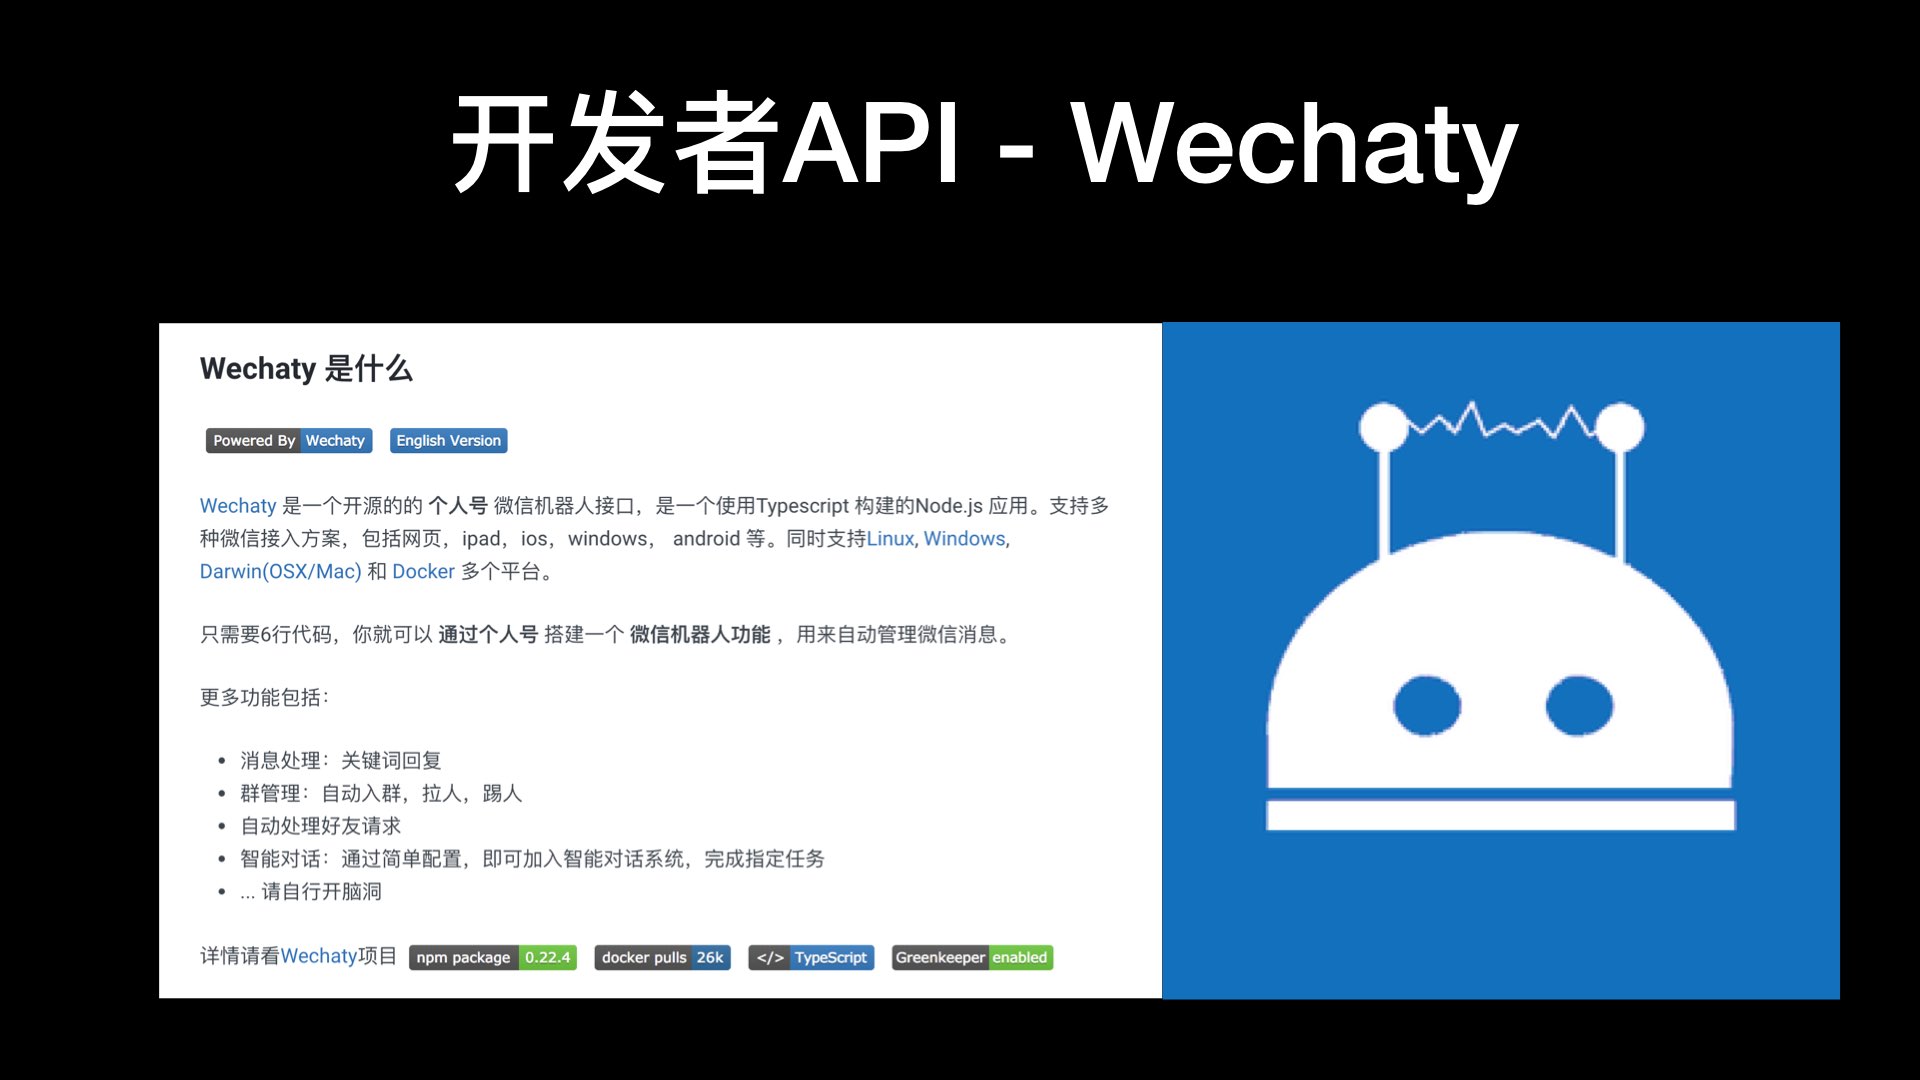 开发者API - Wechaty
Wechaty 是什么
Powered By Wechaty English Version
Wechaty 是一个开源的的 个人号 微信机器人接口，是一个使用Typescript 构建的Node.js 应用。支持多
种微信接入方案，包括网页，ipad，ios，windows， android 等。同时支持Linux, Windows,
Darwin(OSX/Mac) 和 Docker 多个平台。
只需要6行代码，你就可以 通过个人号 搭建一个 微信机器人功能 ，用来自动管理微信消息。
更多功能包括：
• 消息处理：关键词回复
• 群管理：自动入群，拉人，踢人
• 自动处理好友请求
• 智能对话：通过简单配置，即可加入智能对话系统，完成指定任务
• ... 请自行开脑洞
详情请看Wechaty项目 npm package 0.22.4 docker pulls 26k </> TypeScript Greenkeeper enabled